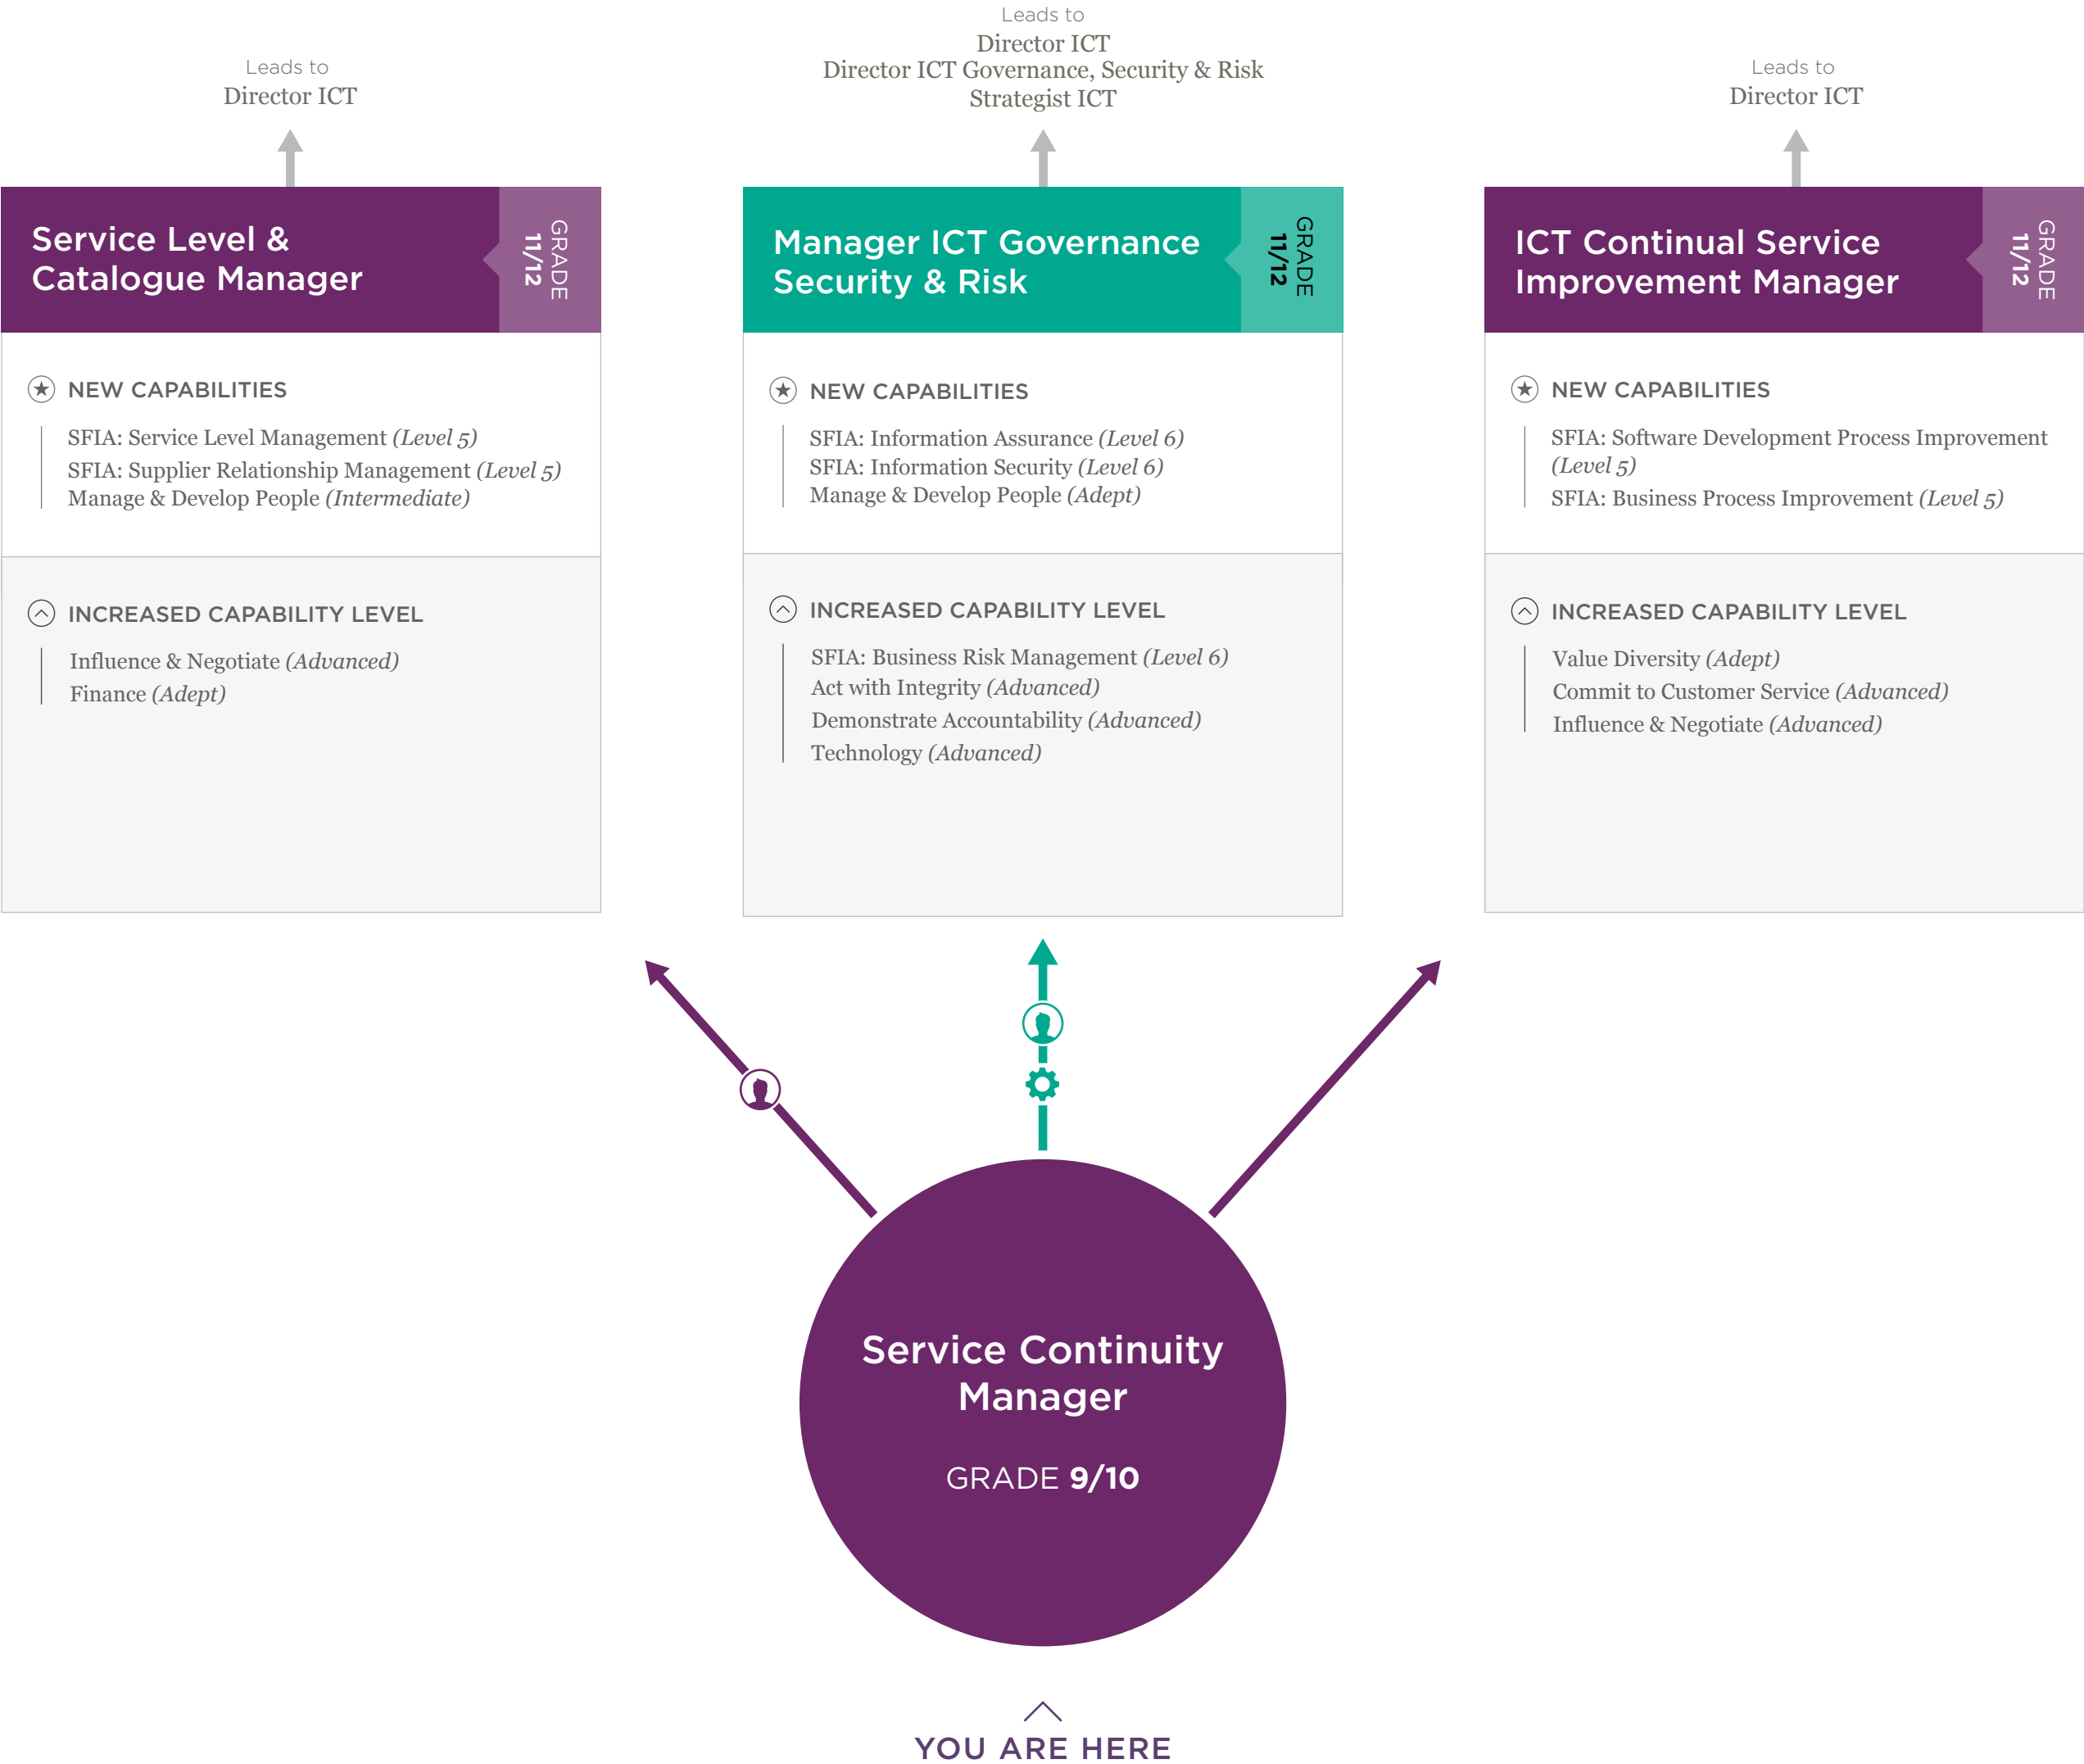 Leads to
Director ICT
Leads to
Director ICT
Director ICT Governance, Security & Risk
Strategist ICT
Leads to
Director ICT
Service Level &
Catalogue Manager
GRADE
11/12
NEW CAPABILITIES
SFIA: Service Level Management (Level 5)
SFIA: Supplier Relationship Management (Level 5)
Manage & Develop People (Intermediate)
INCREASED CAPABILITY LEVEL
Influence & Negotiate (Advanced)
Finance (Adept)
Manager ICT Governance
Security & Risk
GRADE
11/12
NEW CAPABILITIES
SFIA: Information Assurance (Level 6)
SFIA: Information Security (Level 6)
Manage & Develop People (Adept)
INCREASED CAPABILITY LEVEL
SFIA: Business Risk Management (Level 6)
Act with Integrity (Advanced)
Demonstrate Accountability (Advanced)
Technology (Advanced)
ICT Continual Service
Improvement Manager
GRADE
11/12
NEW CAPABILITIES
SFIA: Software Development Process Improvement
(Level 5)
SFIA: Business Process Improvement (Level 5)
INCREASED CAPABILITY LEVEL
Value Diversity (Adept)
Commit to Customer Service (Advanced)
Influence & Negotiate (Advanced)
Service Continuity
Manager
GRADE 9/10
YOU ARE HERE